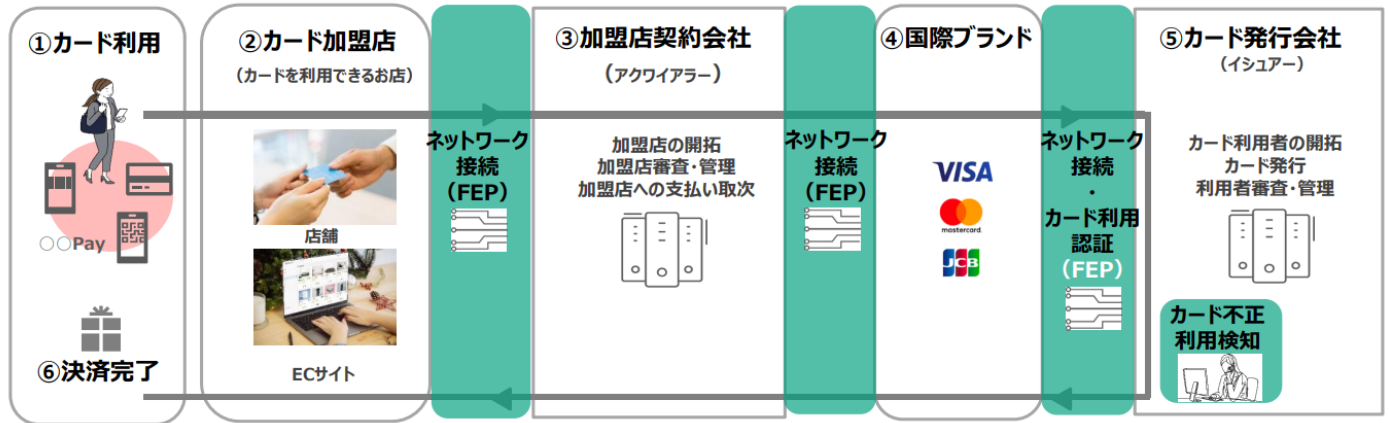 ①カード利用
○○Pay
⑥決済完了
②カード加盟店
（カードを利用できるお店）
店舗
ECサイト
ネットワーク
接続
（FEP）
③加盟店契約会社
（アクワイアラー）
加盟店の開拓
加盟店審査・管理
加盟店への支払い取次
ネットワーク
接続
（FEP）
④国際ブランド
VISA
mastercard.
JCB
ネットワーク
接続
・
カード利用
認証
（FEP）
⑤カード発行会社
（イシュアー）
カード利用者の開拓
カード発行
利用者審査・管理
カード不正
利用検知